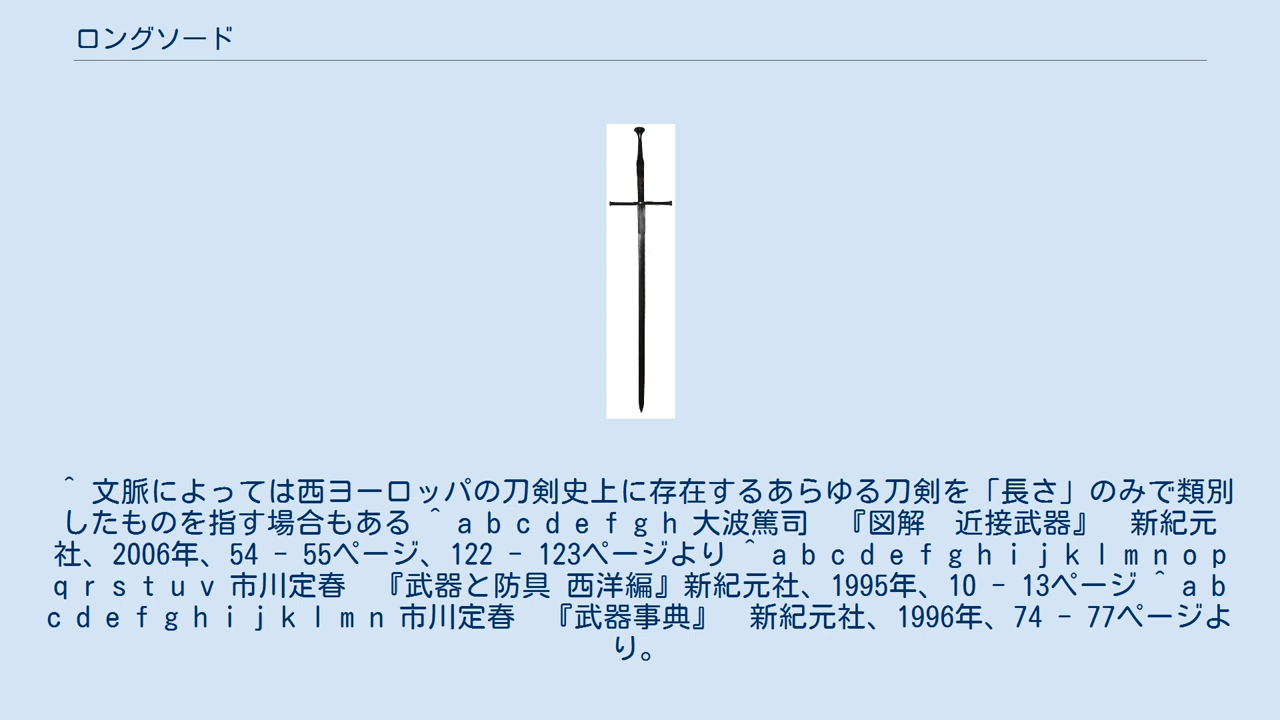 ロングソード
^ 文脈によっては西ヨーロッパの刀剣史上に存在するあらゆる刀剣を「長さ」のみで類別
したものを指す場合もある ^ a b c d e f g h 大波篤司　『図解　近接武器』　新紀元
社、2006年、54 - 55ページ、122 - 123ページより ^ a b c d e f g h i j k l m n o p
q r s t u v 市川定春　『武器と防具 西洋編』新紀元社、1995年、10 - 13ページ ^ a b
c d e f g h i j k l m n 市川定春　『武器事典』　新紀元社、1996年、74 - 77ページよ
り。